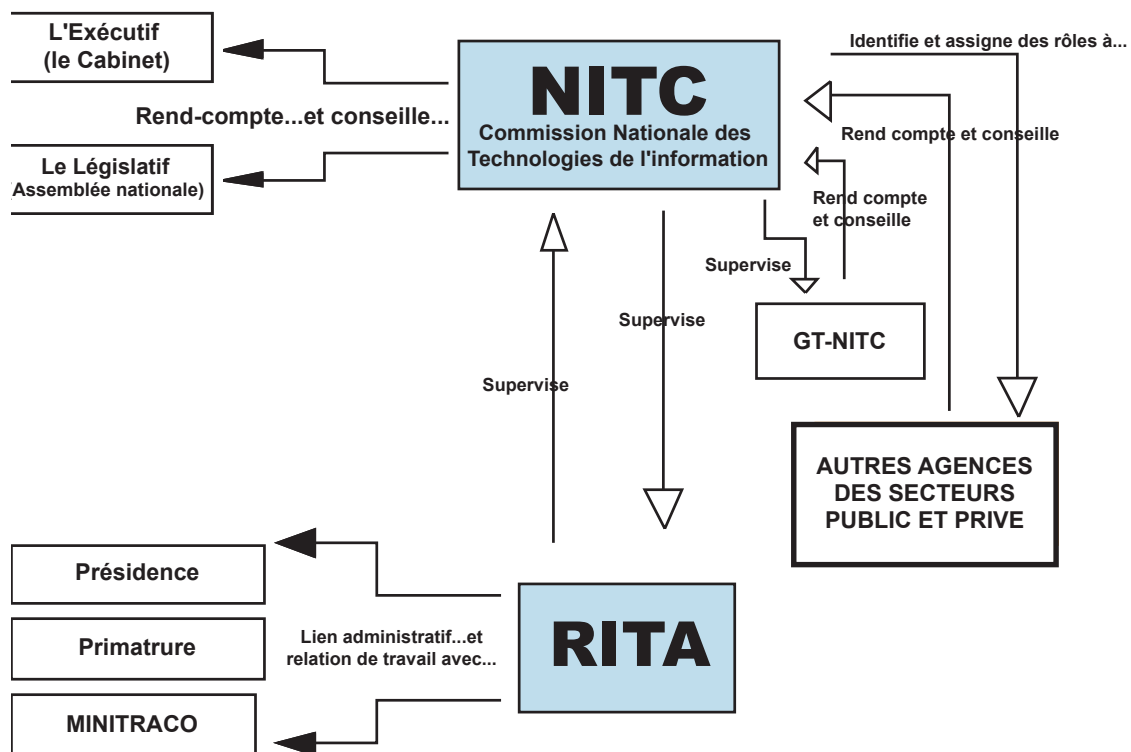 L'Exécutif
(le Cabinet)
Rend-compte...et conseille...
Le Législatif
(Assemblée nationale)
NITC
Commission Nationale des
Technologies de l'information
Identifie et assigne des rôles à...
Rend compte et conseille
Rend compte
et conseille
Supervise
GT-NITC
Supervise
Supervise
AUTRES AGENCES
DES SECTEURS
PUBLIC ET PRIVE
Présidence
Primatrure
MINITRACO
Lien administratif...et
relation de travail avec...
RITA